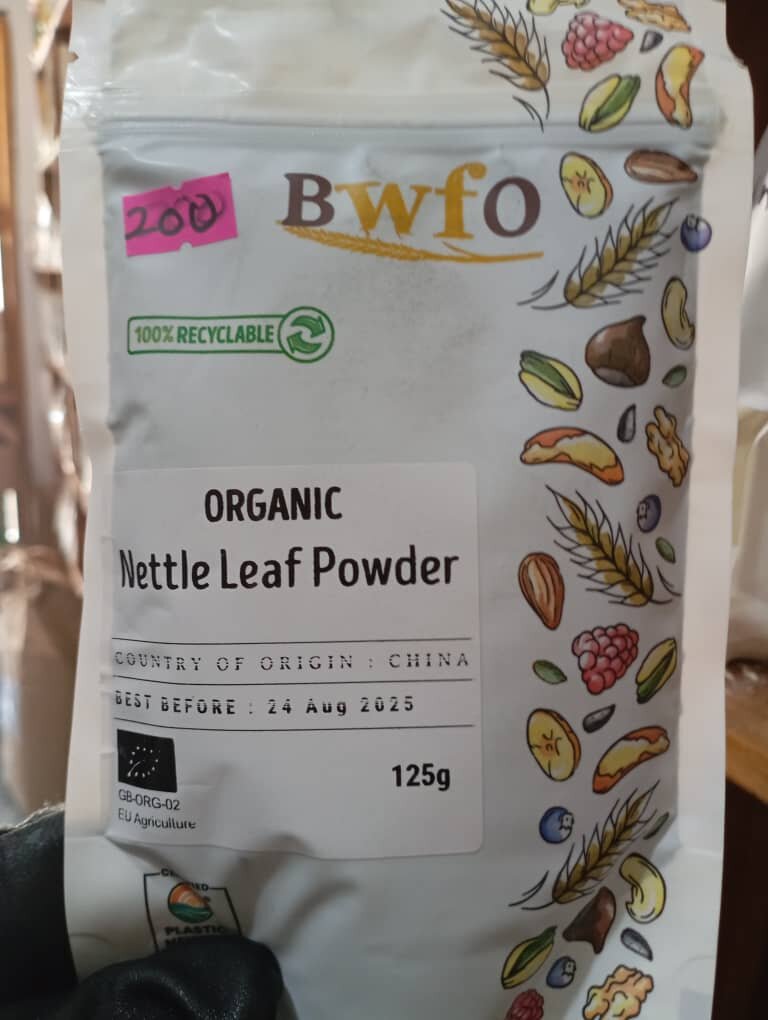 BwfO
200
100% RECYCLABLE
ORGANIC
Nettle Leaf Powder
COUNTRY OF ORIGIN : CHINA
BEST BEFORE : 24 Aug 2025
125g
GB-ORG-02
EU Agriculture
PLASTIC